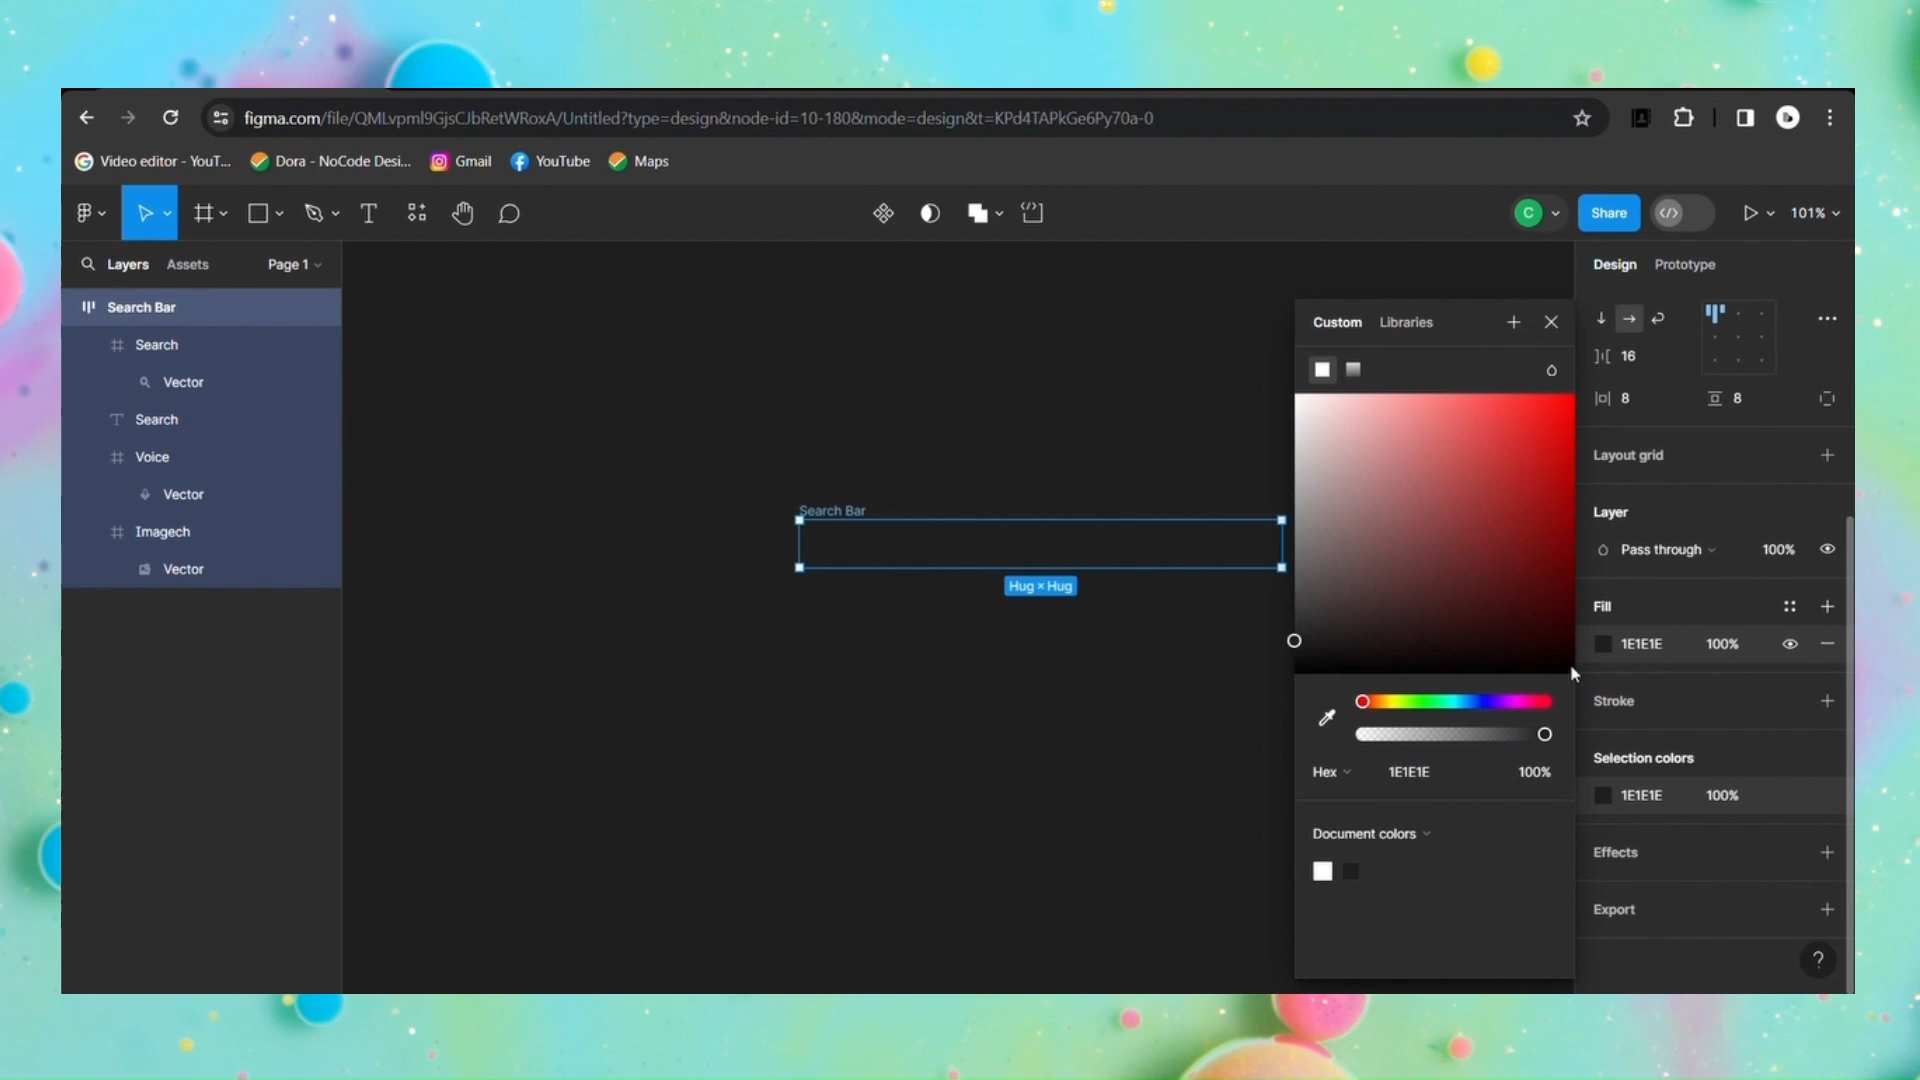 figma.com/file/QMLvpml9GjsCJbRetWRoxA/Untitled?type=design&node-id=10-180&mode=design&t=KPd4TAPkGe6Py70a-0
Video editor - YouT... Dora - NoCode Desi... Gmail YouTube Maps
C Share 101%
Layers Assets Page 1
Design Prototype
Search Bar
Search
Vector
Search
Voice
Vector
Imagech
Vector
Search Bar
Hug × Hug
Custom Libraries
Hex 1E1E1E 100%
Document colors
16
8 8
Layout grid
Layer
Pass through 100%
Fill
1E1E1E 100%
Stroke
Selection colors
1E1E1E 100%
Effects
Export
?